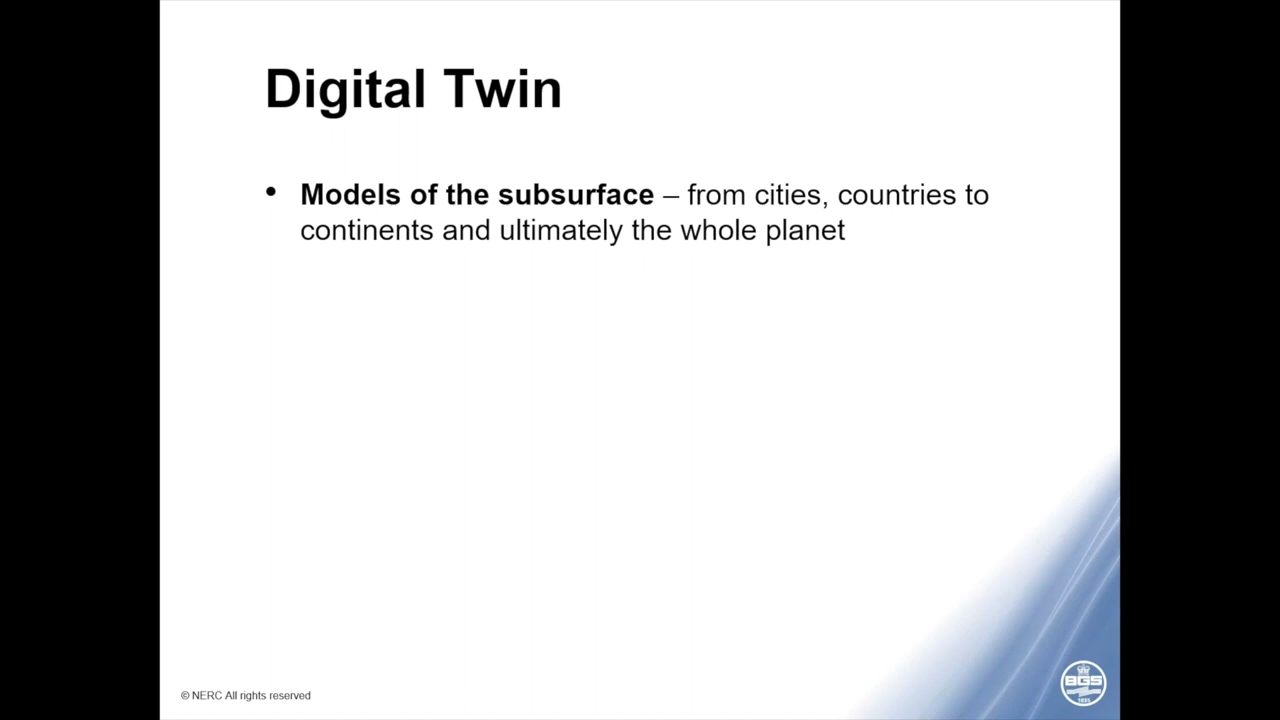 Digital Twin
• Models of the subsurface – from cities, countries to
continents and ultimately the whole planet
© NERC All rights reserved
BGS
1835